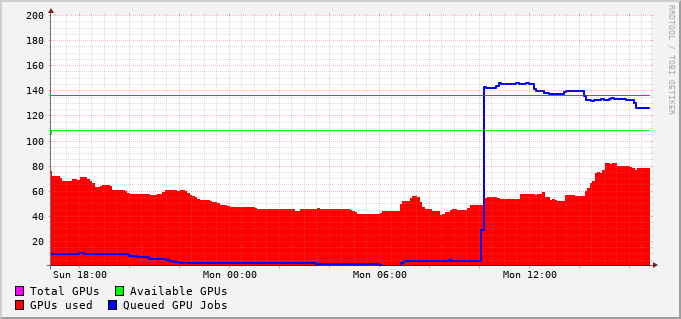 200
180
160
140
120
100
80
60
40
20
Sun 18:00 Mon 00:00 Mon 06:00 Mon 12:00
Total GPUs Available GPUs
GPUs used Queued GPU Jobs
RRDTOOL / TOBI OETIKER